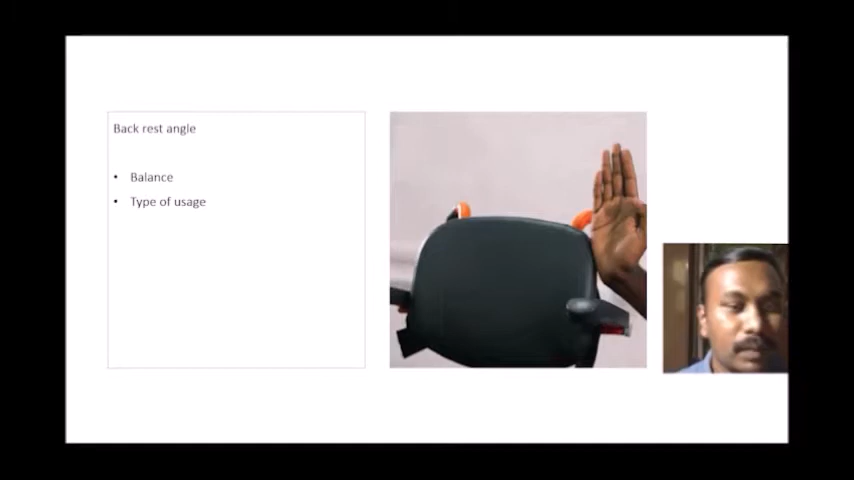 Back rest angle
• Balance
• Type of usage